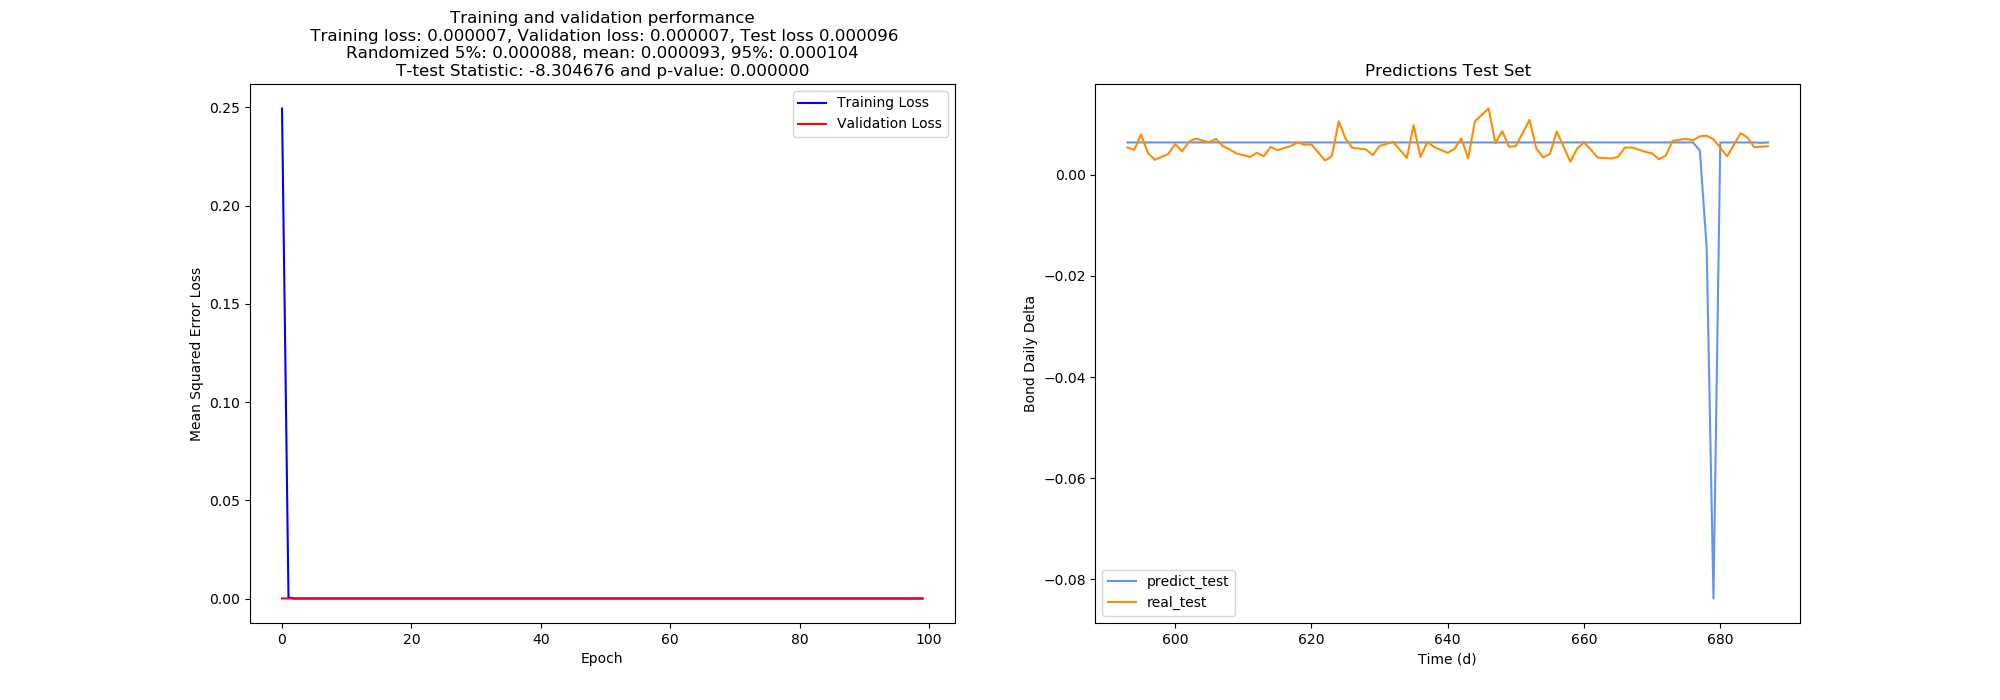 Training and validation performance
Training loss: 0.000007, Validation loss: 0.000007, Test loss 0.000096
Randomized 5%: 0.000088, mean: 0.000093, 95%: 0.000104
T-test Statistic: -8.304676 and p-value: 0.000000
0.25
0.20
0.15
0.10
0.05
0.00
Mean Squared Error Loss
Training Loss
Validation Loss
0
20
40
60
80
100
Epoch
Predictions Test Set
0.00
−0.02
−0.04
−0.06
−0.08
Bond Daily Delta
predict_test
real_test
600
620
640
660
680
Time (d)